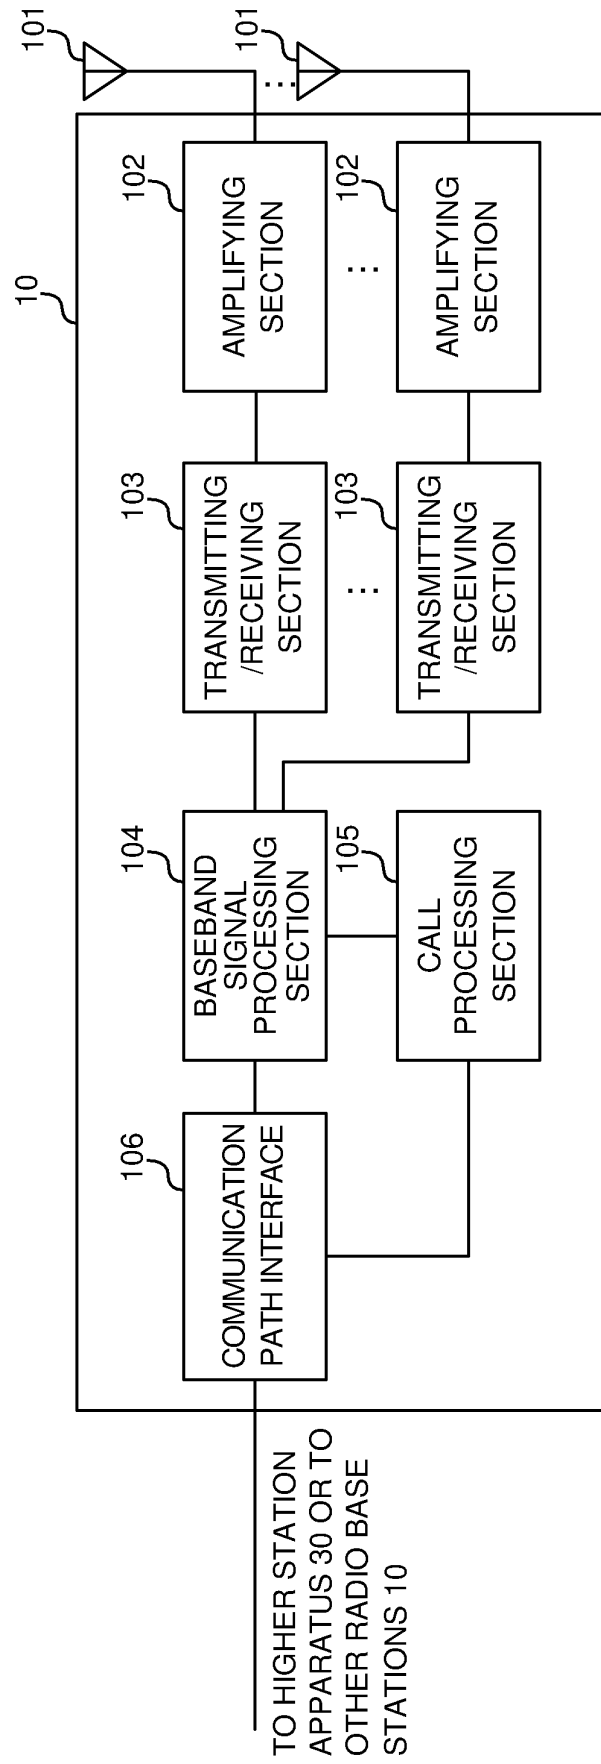 10
101
101
102
AMPLIFYING
SECTION
...
102
AMPLIFYING
SECTION
...
103
TRANSMITTING
/RECEIVING
SECTION
...
103
TRANSMITTING
/RECEIVING
SECTION
104
BASEBAND
SIGNAL
PROCESSING
SECTION
105
CALL
PROCESSING
SECTION
106
COMMUNICATION
PATH INTERFACE
TO HIGHER STATION
APPARATUS 30 OR TO
OTHER RADIO BASE
STATIONS 10